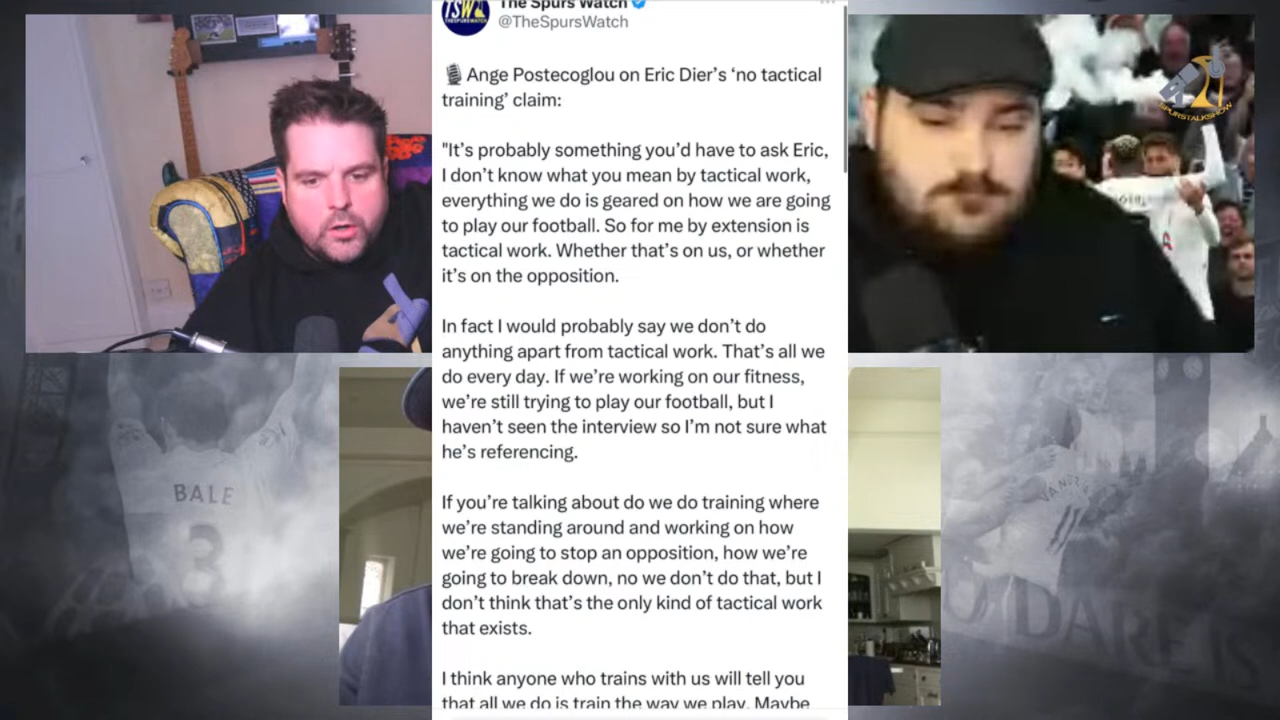 The Spurs Watch
@TheSpursWatch
TSW
THESPURSWATCH
Ange Postecoglou on Eric Dier’s ‘no tactical
training’ claim:
"It’s probably something you’d have to ask Eric,
I don’t know what you mean by tactical work,
everything we do is geared on how we are going
to play our football. So for me by extension is
tactical work. Whether that’s on us, or whether
it’s on the opposition.
In fact I would probably say we don’t do
anything apart from tactical work. That’s all we
do every day. If we’re working on our fitness,
we’re still trying to play our football, but I
haven’t seen the interview so I’m not sure what
he’s referencing.
If you’re talking about do we do training where
we’re standing around and working on how
we’re going to stop an opposition, how we’re
going to break down, no we don’t do that, but I
don’t think that’s the only kind of tactical work
that exists.
I think anyone who trains with us will tell you
that all we do is train the way we play. Maybe
SPURSTALKSHOW
BALE
3
11
DARE IS